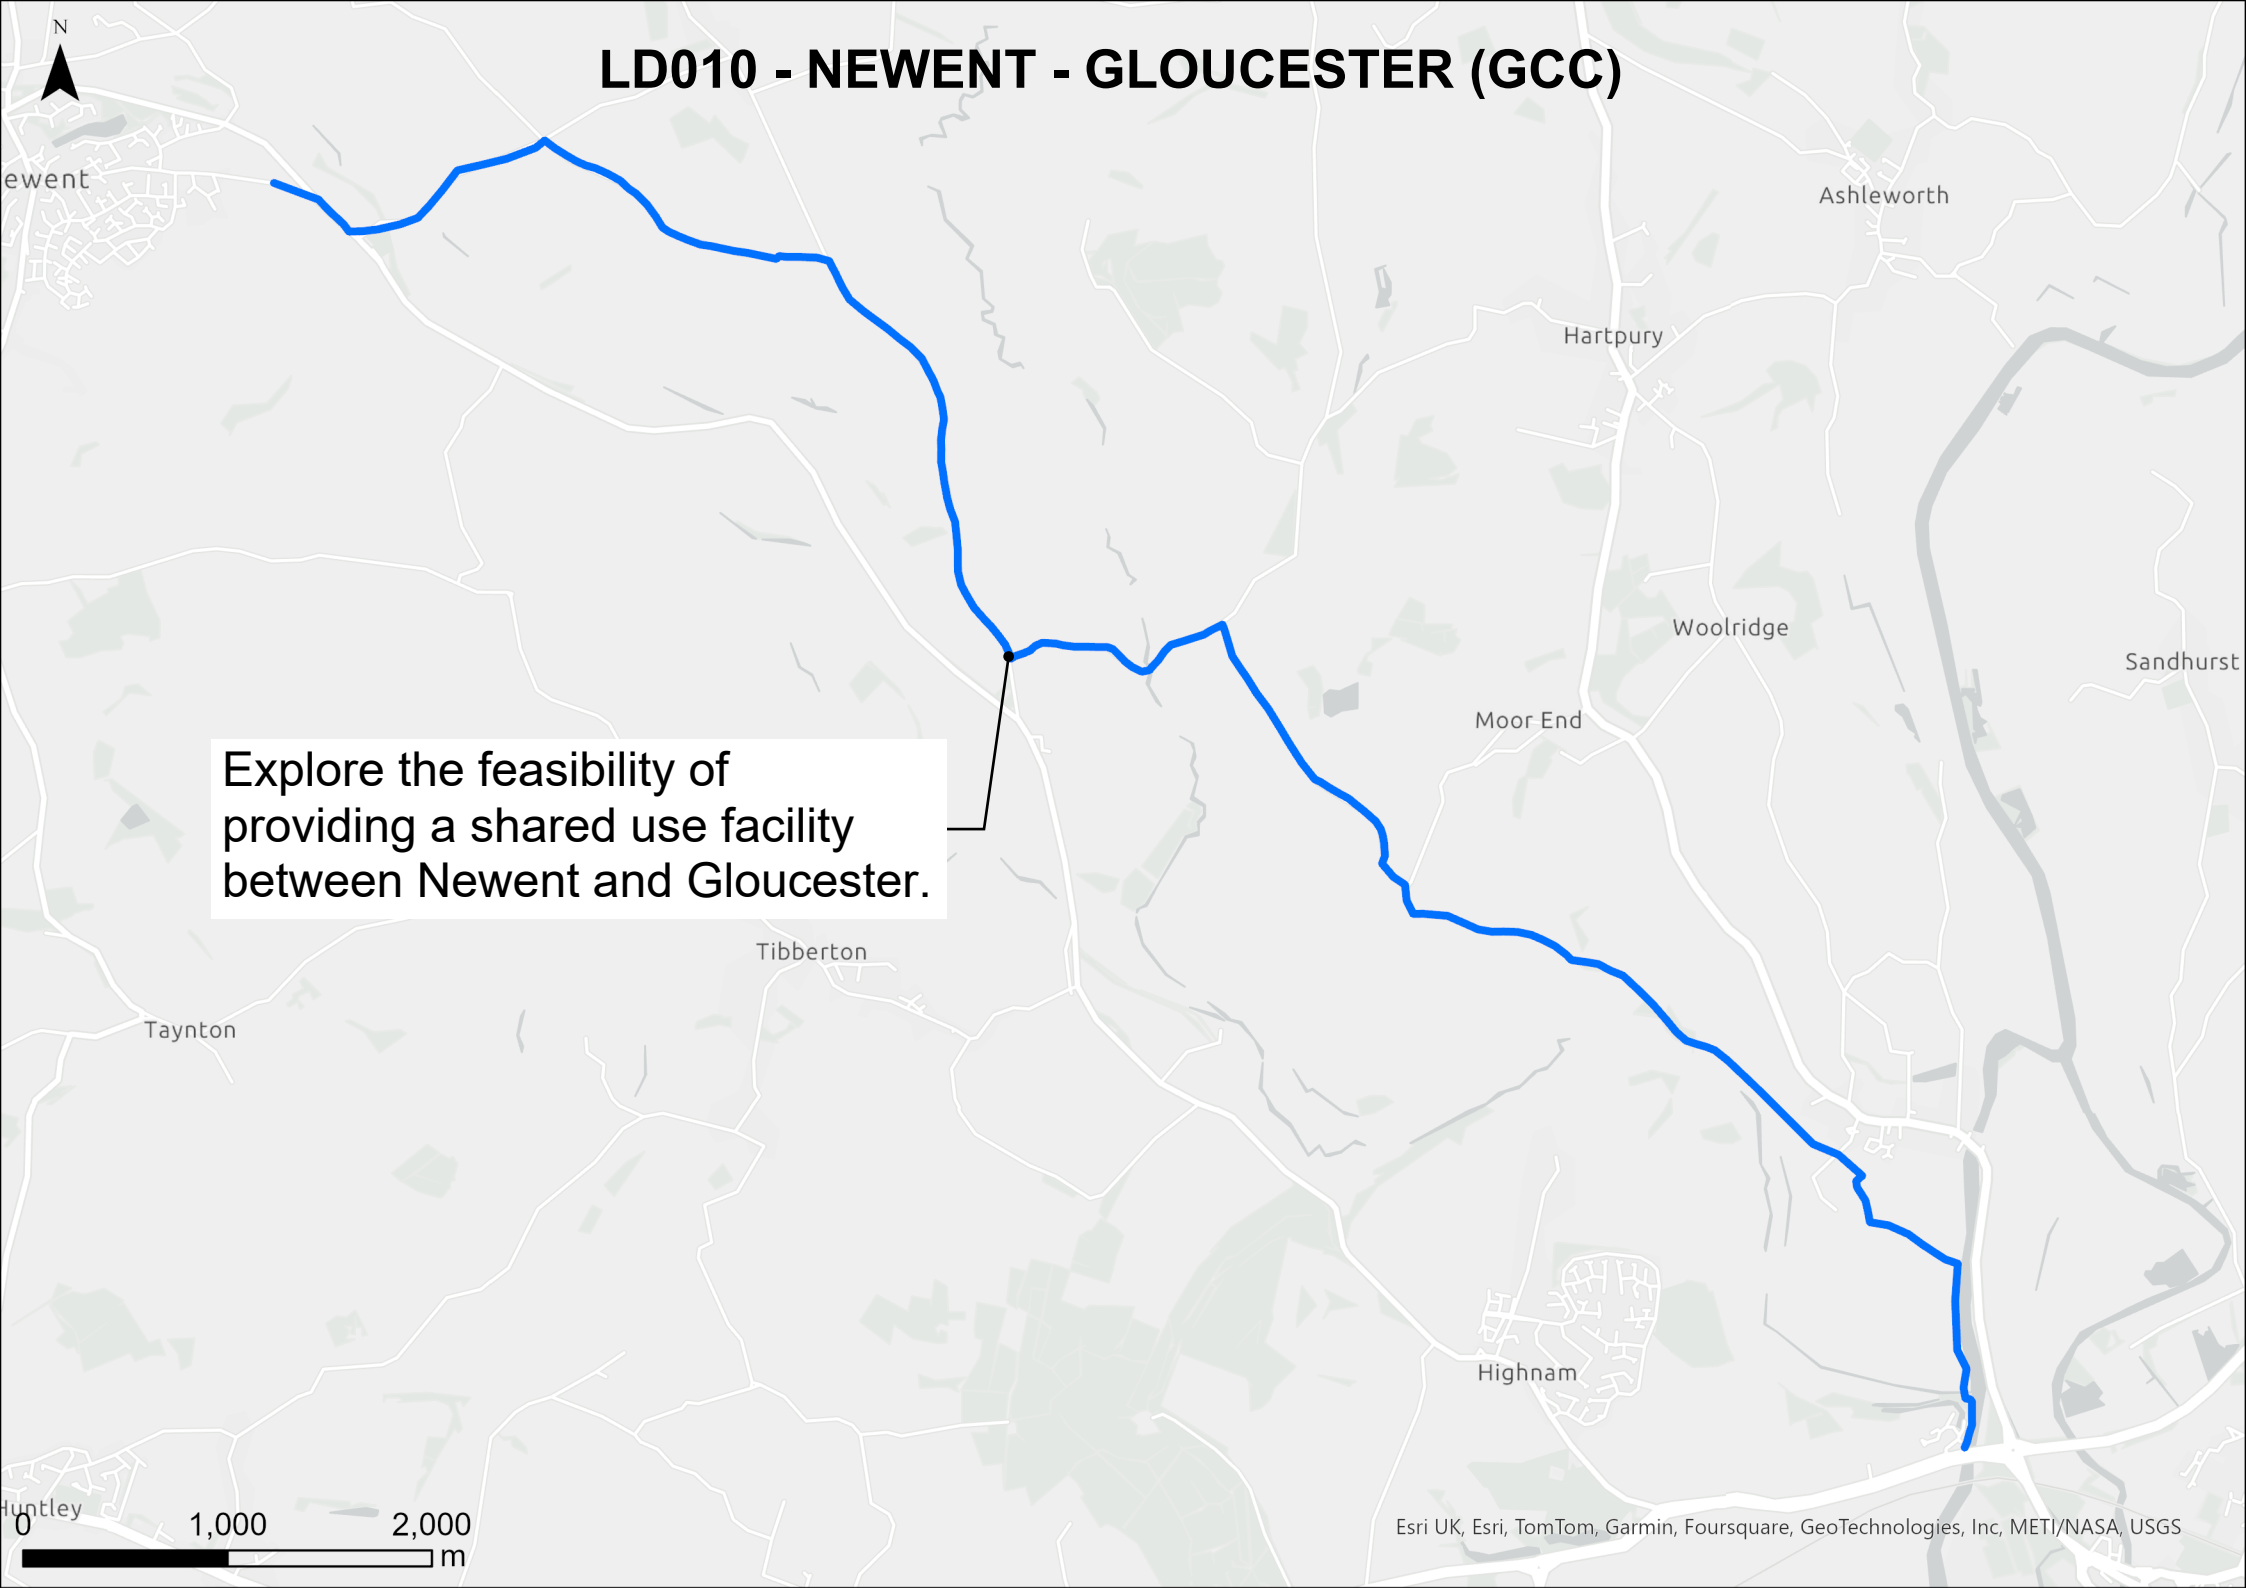 N
LD010 - NEWENT - GLOUCESTER (GCC)
ewent
Ashleworth
Hartpury
Woolridge
Sandhurst
Moor End
Explore the feasibility of
providing a shared use facility
between Newent and Gloucester.
Tibberton
Taynton
Highnam
Huntley
0 1,000 2,000
m
Esri UK, Esri, TomTom, Garmin, Foursquare, GeoTechnologies, Inc, METI/NASA, USGS